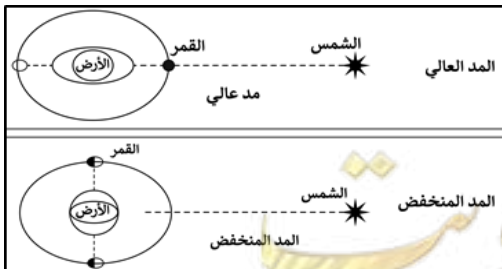 القمر
الشمس
المد العالي
الأرض
مد عالي
القمر
الشمس
المد المنخفض
الأرض
المد المنخفض